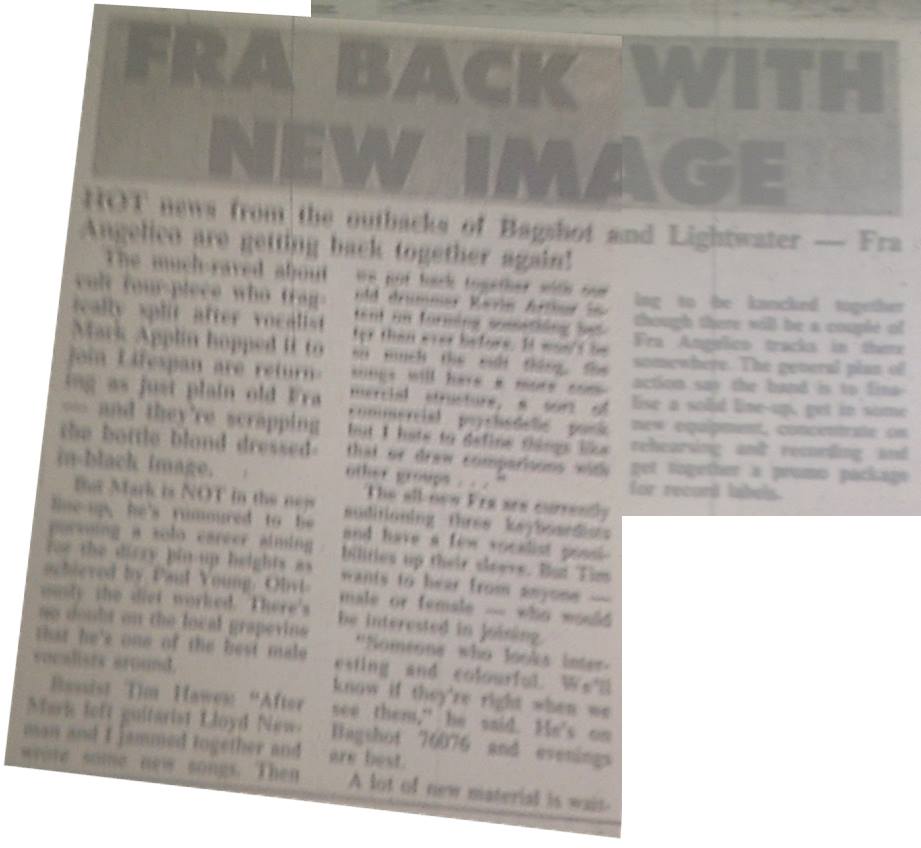 FRA BACK WITH
NEW IMAGE
HOT news from the outbacks of Bagshot and Lightwater — Fra
Angelico are getting back together again!
The much-raved about
cult four-piece who trag-
ically split after vocalist
Mark Applin hopped it to
join Lifespan are return-
ing as just plain old Fra
— and they're scrapping
the bottle blond dressed-
in-black image.
But Mark is NOT in the new
line-up, he's rumoured to be
pursuing a solo career aiming
for the dizzy pin-up heights as
achieved by Paul Young. Obvi-
ously the diet worked. There's
no doubt on the local grapevine
that he's one of the best male
vocalists around.
Bassist Tim Hawes: "After
Mark left guitarist Lloyd New-
man and I jammed together and
wrote some new songs. Then
we got back together with our
old drummer Kevin Arthur in-
tent on forming something bet-
ter than ever before. It won't be
so much the cult thing, the
songs will have a more com-
mercial structure, a sort of
commercial psychedelic punk
but I hate to define things like
that or draw comparisons with
other groups . . ."
The all-new Fra are currently
auditioning three keyboardists
and have a few vocalist possi-
bilities up their sleeve. But Tim
wants to hear from anyone —
male or female — who would
be interested in joining.
"Someone who looks inter-
esting and colourful. We'll
know if they're right when we
see them," he said. He's on
Bagshot 76076 and evenings
are best.
A lot of new material is wait-
ing to be knocked together
though there will be a couple of
Fra Angelico tracks in there
somewhere. The general plan of
action say the band is to fina-
lise a solid line-up, get in some
new equipment, concentrate on
rehearsing and recording and
get together a promo package
for record labels.